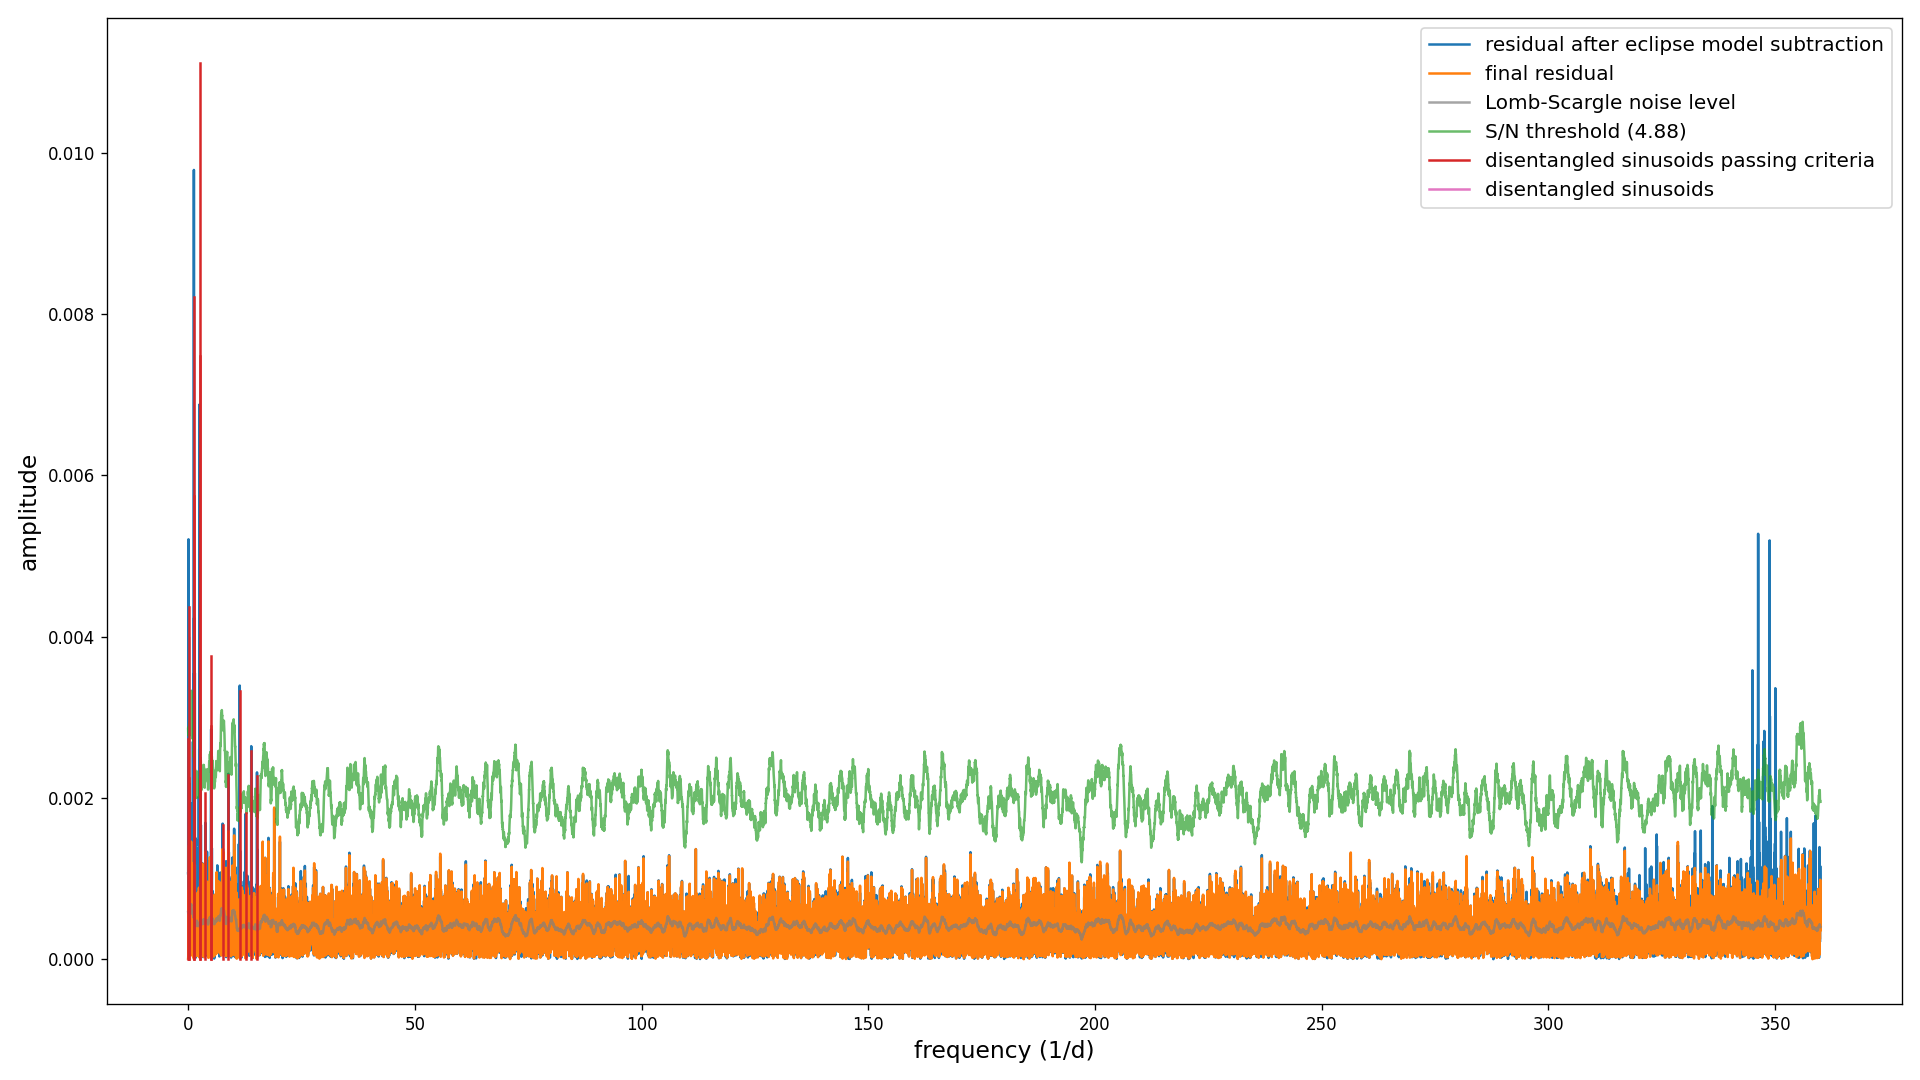 residual after eclipse model subtraction
final residual
Lomb-Scargle noise level
S/N threshold (4.88)
disentangled sinusoids passing criteria
disentangled sinusoids
0.010
0.008
0.006
0.004
0.002
0.000
amplitude
0 50 100 150 200 250 300 350
frequency (1/d)